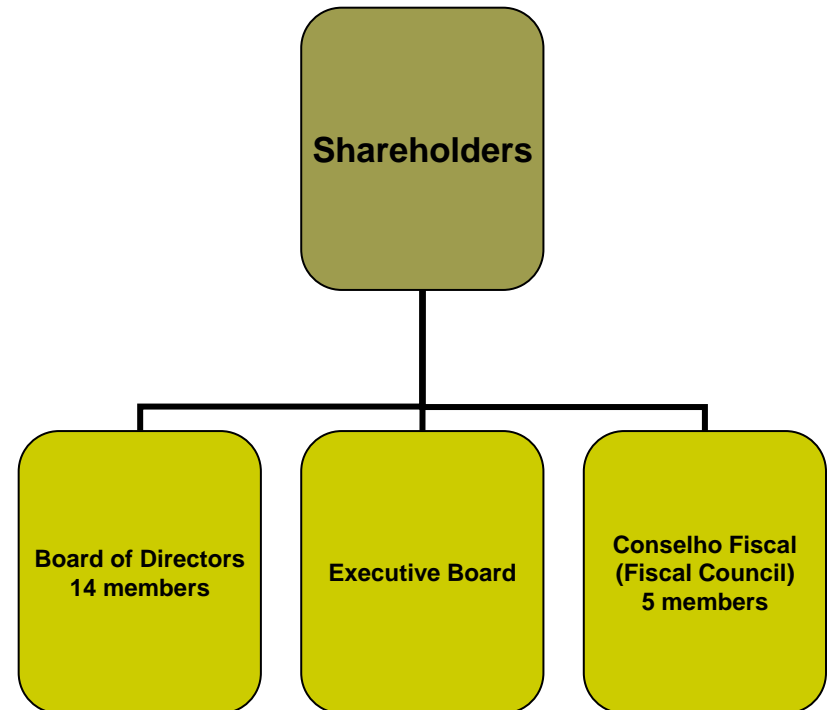 Shareholders
Board of Directors
14 members
Executive Board
Conselho Fiscal
(Fiscal Council)
5 members